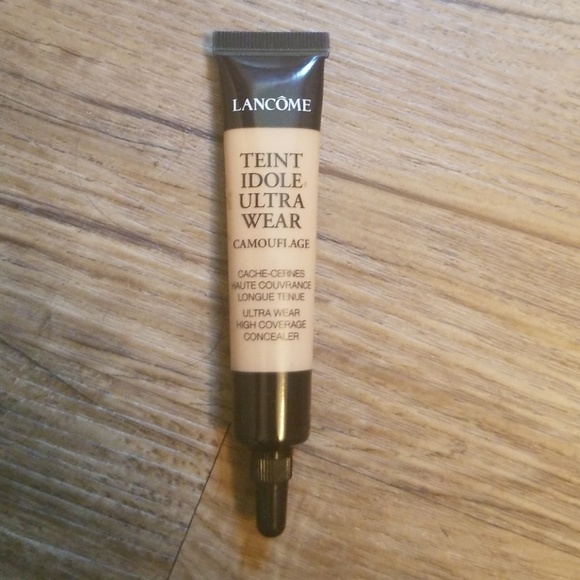 LANCÔME
TEINT
IDOLE
ULTRA
WEAR
CAMOUFLAGE
CACHE-CERNES
HAUTE COUVRANCE
LONGUE TENUE
ULTRA WEAR
HIGH COVERAGE
CONCEALER